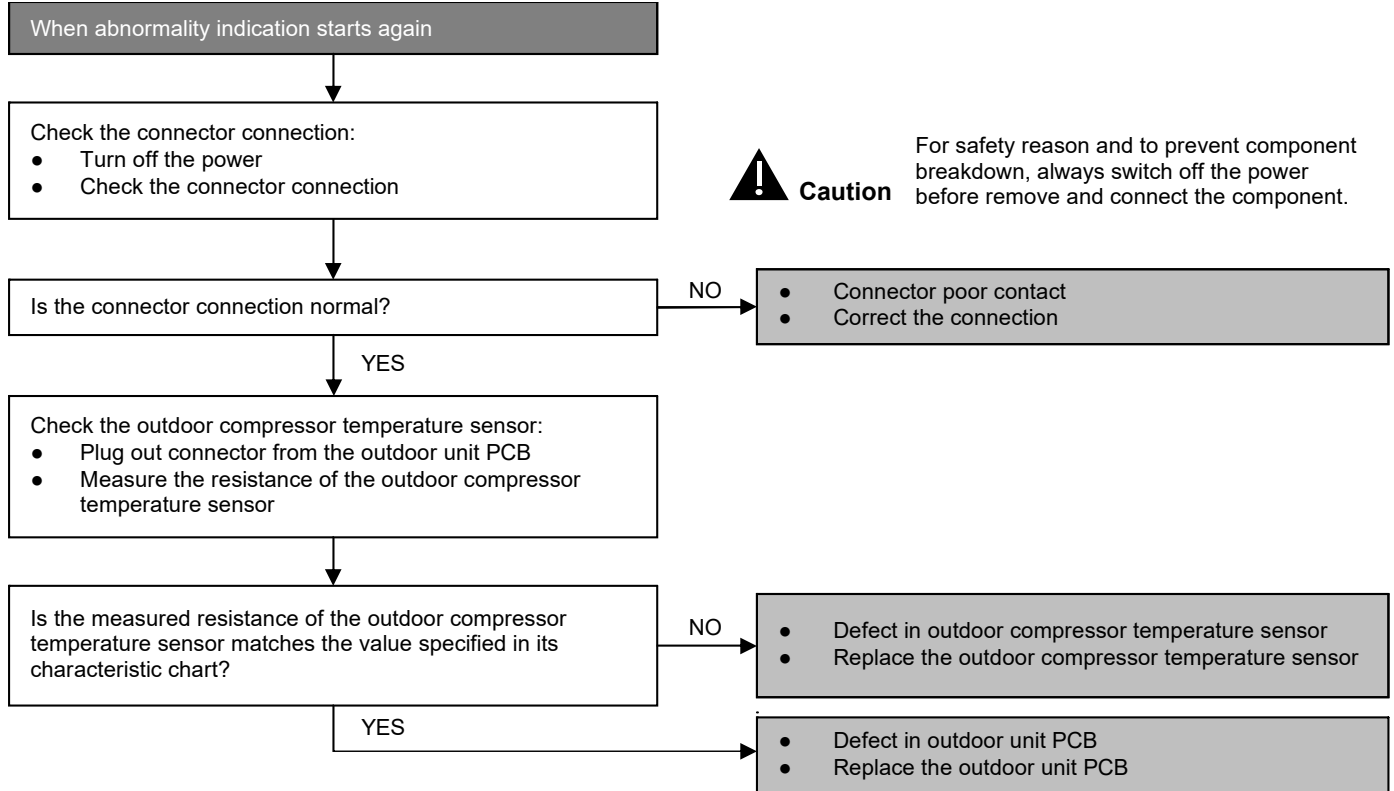 When abnormality indication starts again
Check the connector connection:
● Turn off the power
● Check the connector connection
Caution
For safety reason and to prevent component
breakdown, always switch off the power
before remove and connect the component.
Is the connector connection normal?
NO
● Connector poor contact
● Correct the connection
YES
Check the outdoor compressor temperature sensor:
● Plug out connector from the outdoor unit PCB
● Measure the resistance of the outdoor compressor
temperature sensor
Is the measured resistance of the outdoor compressor
temperature sensor matches the value specified in its
characteristic chart?
NO
● Defect in outdoor compressor temperature sensor
● Replace the outdoor compressor temperature sensor
YES
● Defect in outdoor unit PCB
● Replace the outdoor unit PCB